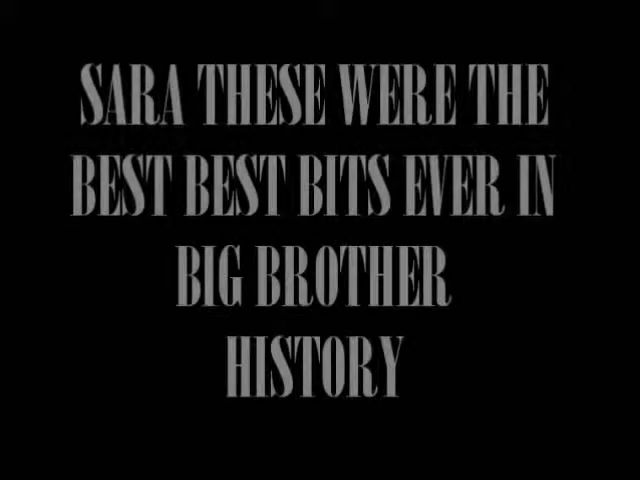 SARA THESE WERE THE
BEST BEST BITS EVER IN
BIG BROTHER
HISTORY